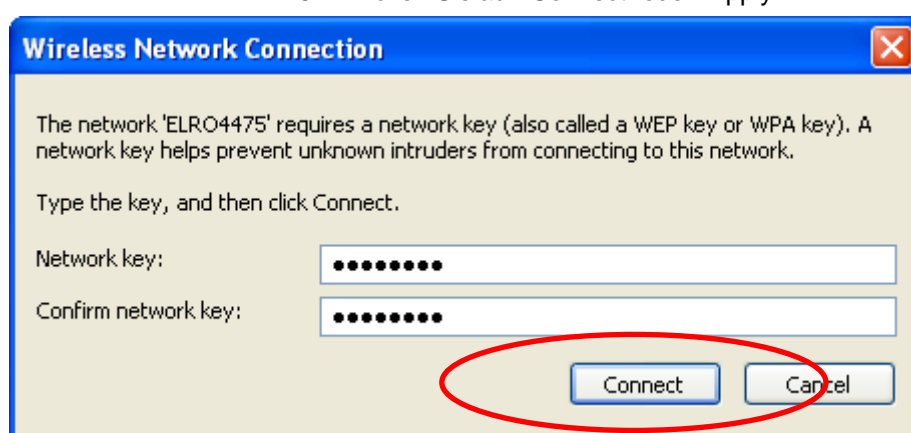 Wireless Network Connection
The network 'ELRO4475' requires a network key (also called a WEP key or WPA key). A
network key helps prevent unknown intruders from connecting to this network.
Type the key, and then click Connect.
Network key:
●●●●●●●●
Confirm network key:
●●●●●●●●
Connect
Cancel